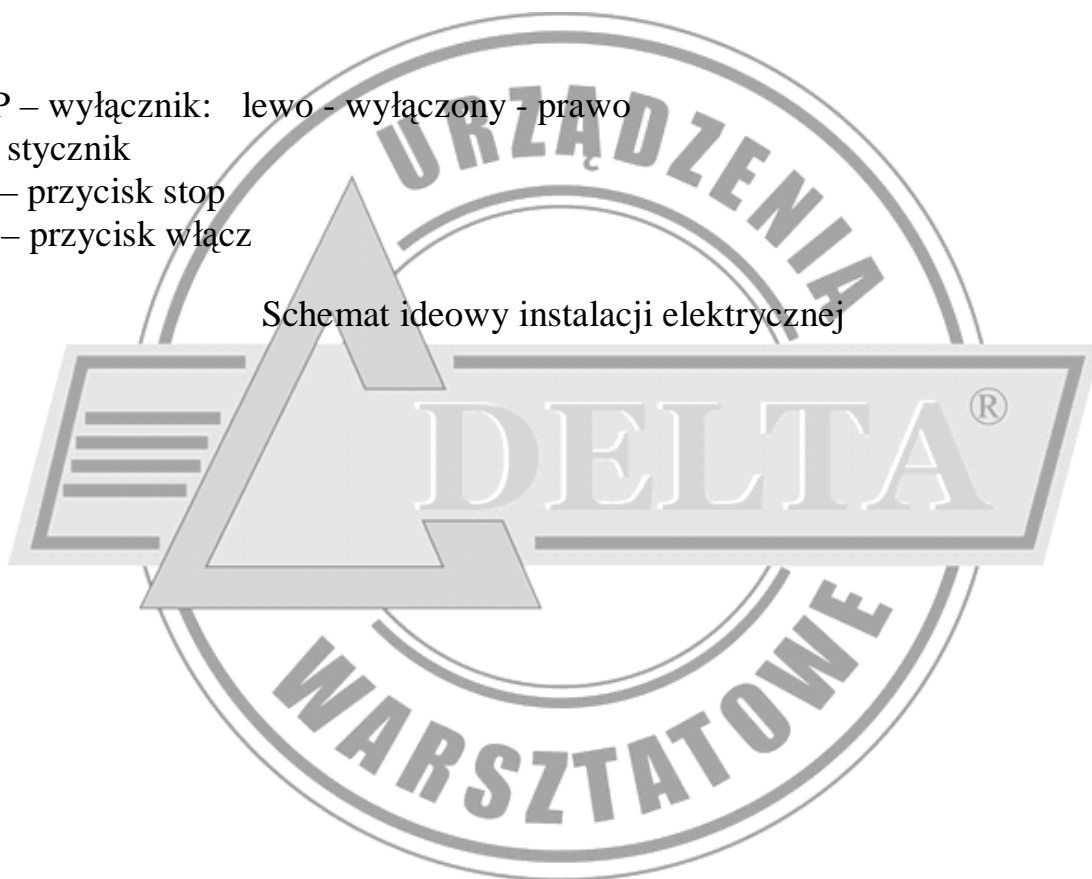 P – wyłącznik: lewo - wyłączony - prawo
stycznik
– przycisk stop
– przycisk włącz
Schemat ideowy instalacji elektrycznej
URZĄDZENIA
DELTA®
WARSZTATOWE